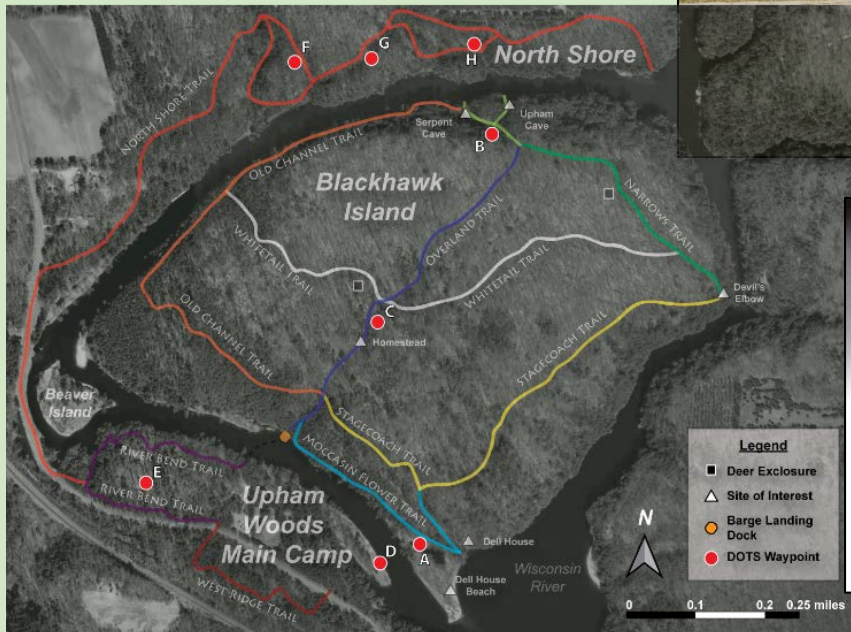 F
G
H
North Shore
NORTH SHORE TRAIL
Serpent
Cave
Upham
Cave
B
OLD CHANNEL TRAIL
Blackhawk
Island
OVERLAND TRAIL
NARROWS TRAIL
WHITETAIL TRAIL
WHITETAIL TRAIL
Devil's
Elbow
C
Homestead
OLD CHANNEL TRAIL
STAGECOACH TRAIL
Beaver
Island
STAGECOACH TRAIL
MOCCASIN FLOWER TRAIL
RIVER BEND TRAIL
E
RIVER BEND TRAIL
Upham
Woods
Main Camp
WEST RIDGE TRAIL
D
A
Dell House
Dell House
Beach
Wisconsin
River
N
Legend
Deer Exclosure
Site of Interest
Barge Landing
Dock
DOTS Waypoint
0 0.1 0.2 0.25 miles